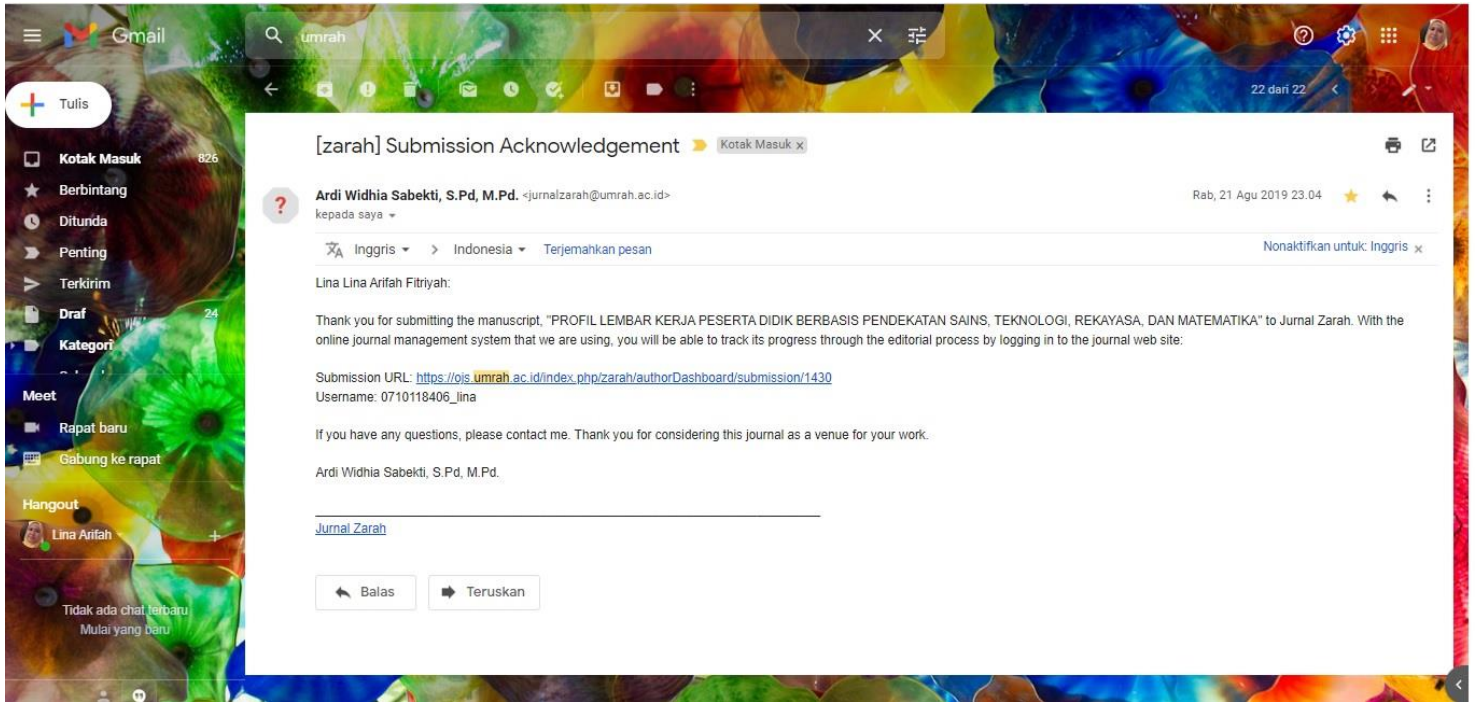 Gmail
umrah
Tulis
22 dari 22
Kotak Masuk 826
Berbintang
Ditunda
Penting
Terkirim
Draf 24
Kategori
Meet
Rapat baru
Gabung ke rapat
Hangout
Lina Arifah
Tidak ada chat terbaru
Mulai yang baru
[zarah] Submission Acknowledgement Kotak Masuk x
Ardi Widhia Sabekti, S.Pd, M.Pd. <jurnalzarah@umrah.ac.id> Rab, 21 Agu 2019 23.04
kepada saya
Inggris > Indonesia Terjemahkan pesan Nonaktifkan untuk: Inggris x
Lina Lina Arifah Fitriyah:
Thank you for submitting the manuscript, "PROFIL LEMBAR KERJA PESERTA DIDIK BERBASIS PENDEKATAN SAINS, TEKNOLOGI, REKAYASA, DAN MATEMATIKA" to Jurnal Zarah. With the
online journal management system that we are using, you will be able to track its progress through the editorial process by logging in to the journal web site:
Submission URL: https://ojs.umrah.ac.id/index.php/zarah/authorDashboard/submission/1430
Username: 0710118406_lina
If you have any questions, please contact me. Thank you for considering this journal as a venue for your work.
Ardi Widhia Sabekti, S.Pd, M.Pd.
Jurnal Zarah
Balas
Teruskan